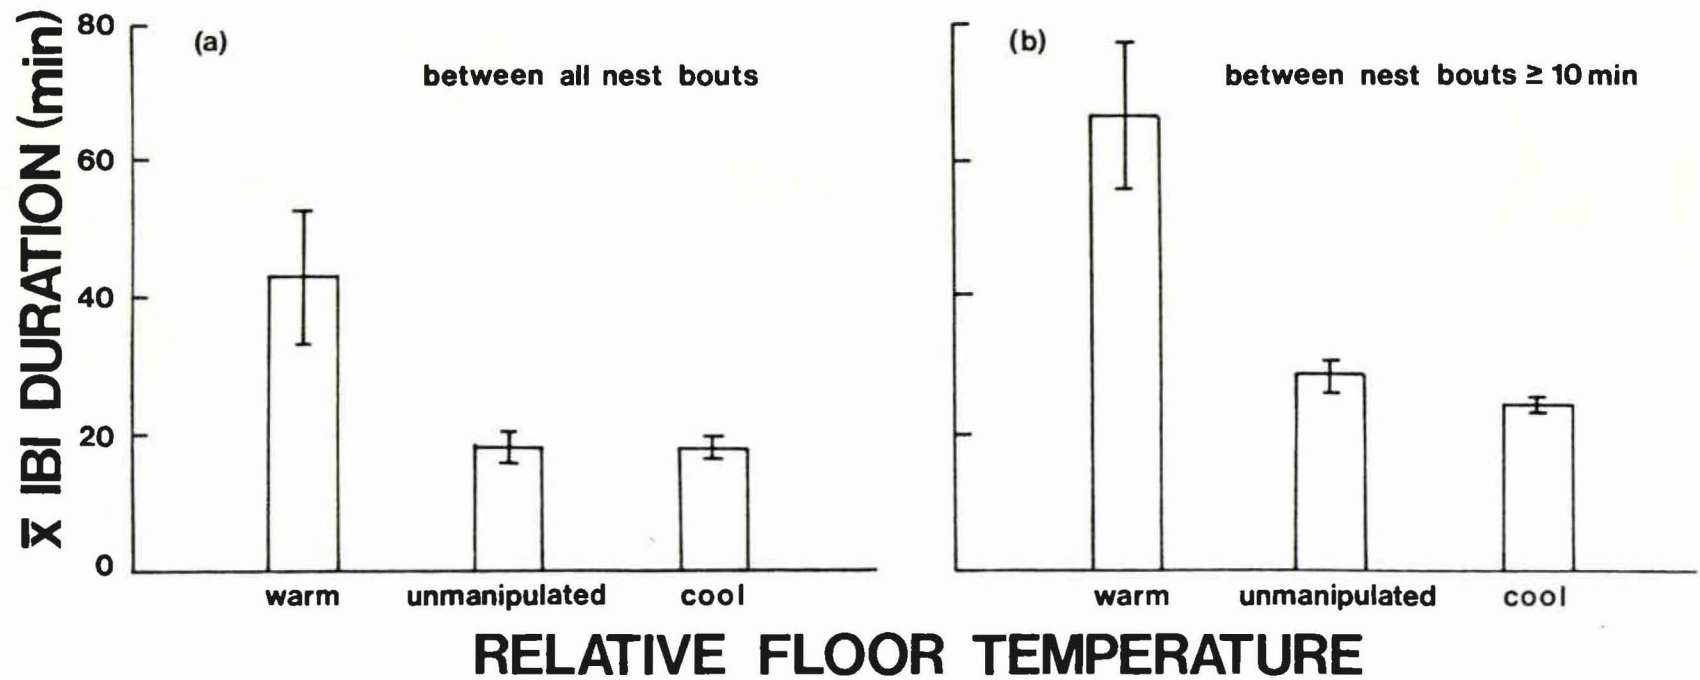 x̄ IBI DURATION (min)
80
60
40
20
0
(a)
between all nest bouts
warm unmanipulated cool
(b)
between nest bouts ≥ 10 min
warm unmanipulated cool
RELATIVE FLOOR TEMPERATURE